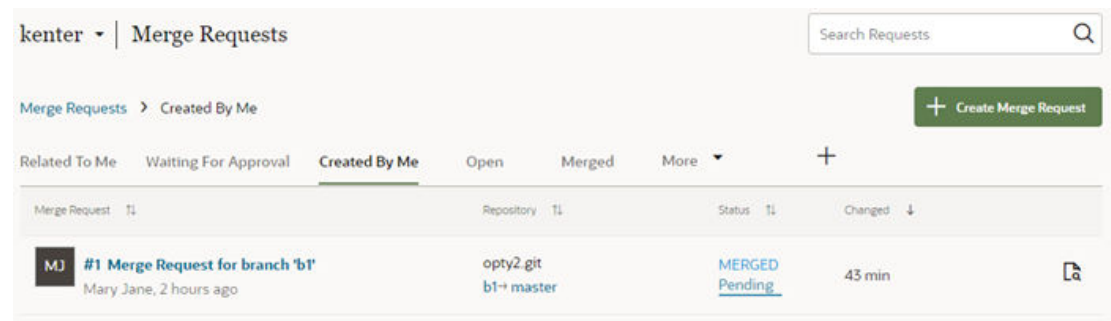 kenter Merge Requests
Search Requests
Merge Requests > Created By Me
Create Merge Request
Related To Me Waiting For Approval Created By Me Open Merged More
Merge Request Repository Status Changed
MJ #1 Merge Request for branch 'b1' opty2.git MERGED
Mary Jane, 2 hours ago b1→ master Pending 43 min